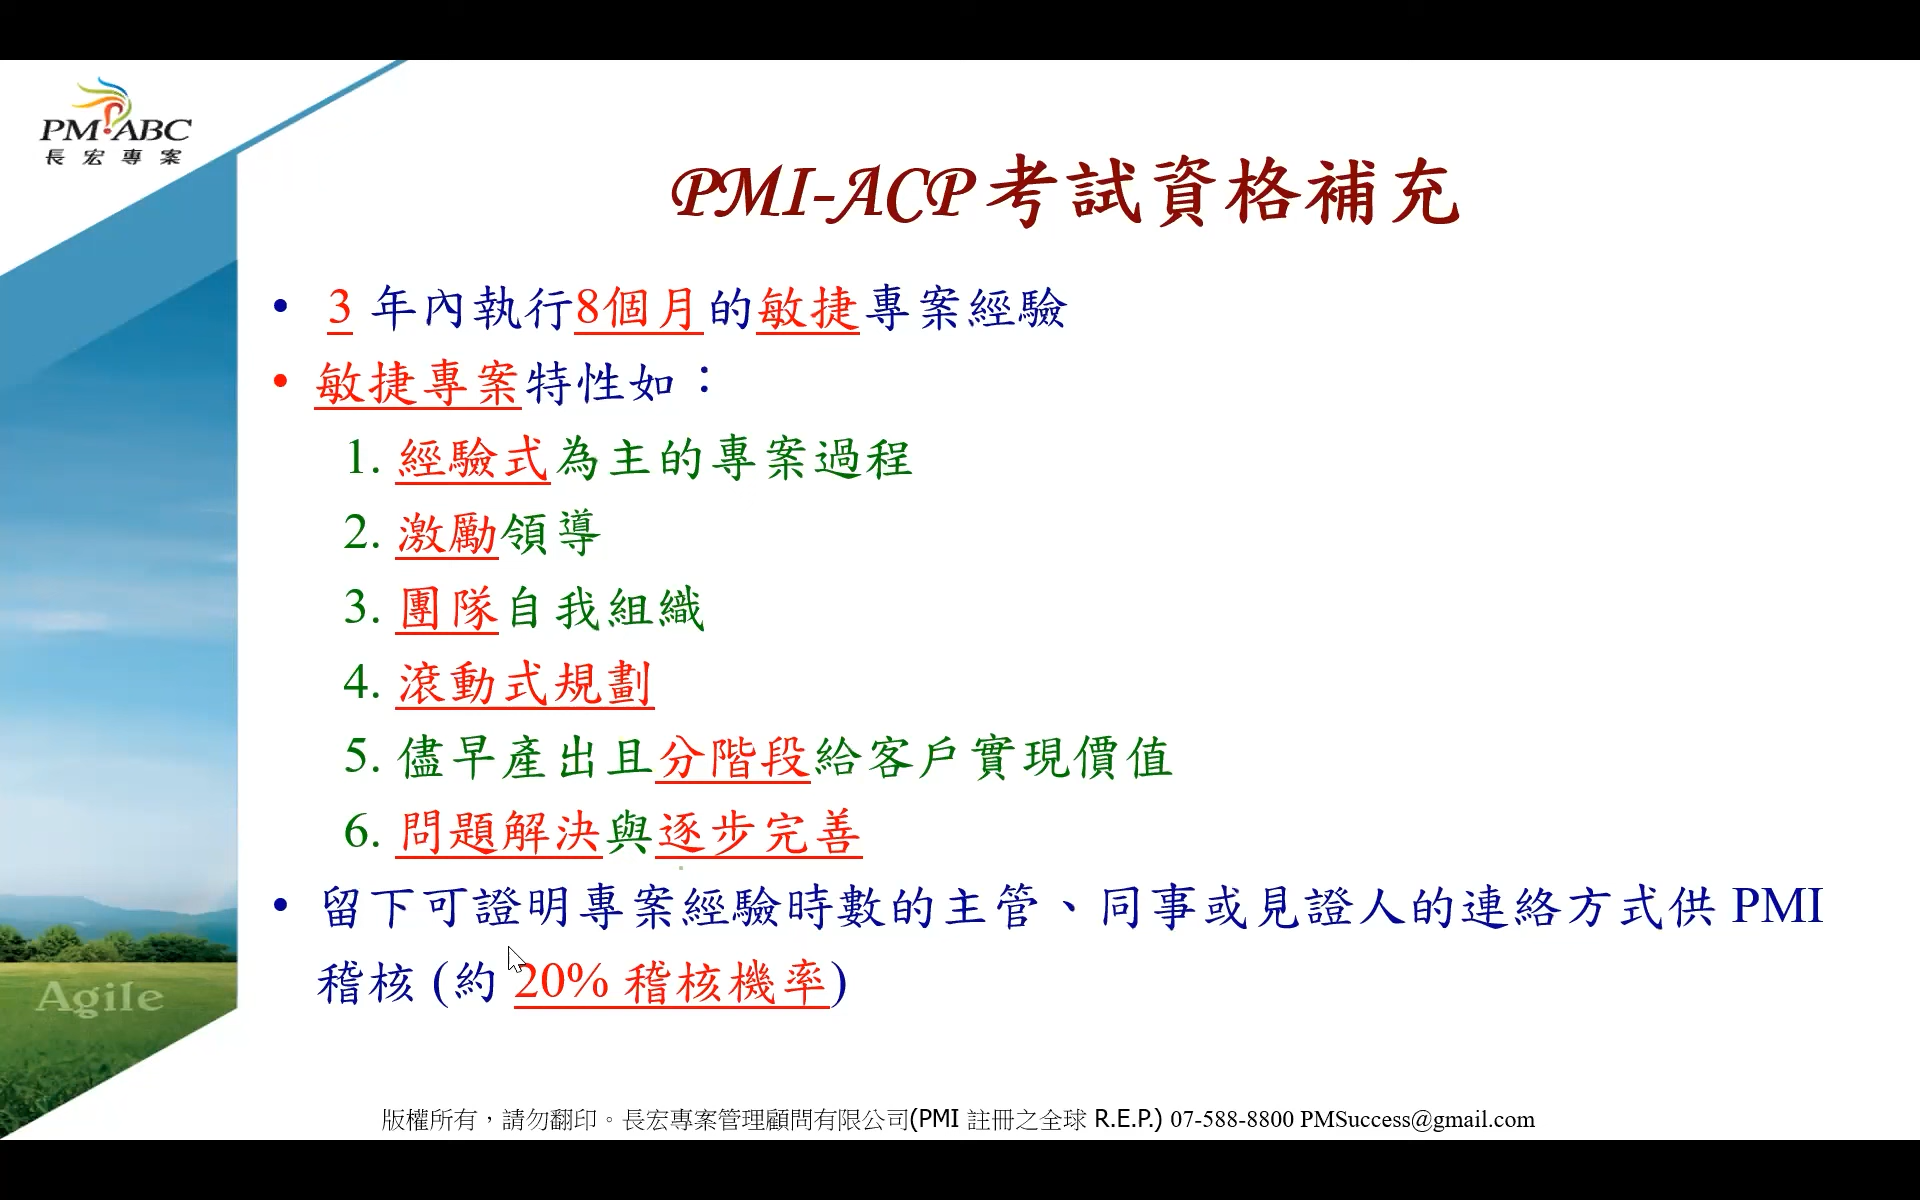 PM ABC
長宏專案
PMI-ACP考試資格補充
• 3 年內執行8個月的敏捷專案經驗
• 敏捷專案特性如：
1. 經驗式為主的專案過程
2. 激勵領導
3. 團隊自我組織
4. 滾動式規劃
5. 儘早產出且分階段給客戶實現價值
6. 問題解決與逐步完善
• 留下可證明專案經驗時數的主管、同事或見證人的連絡方式供 PMI
稽核 (約 20% 稽核機率)
Agile
版權所有，請勿翻印。長宏專案管理顧問有限公司(PMI 註冊之全球 R.E.P.) 07-588-8800 PMSuccess@gmail.com